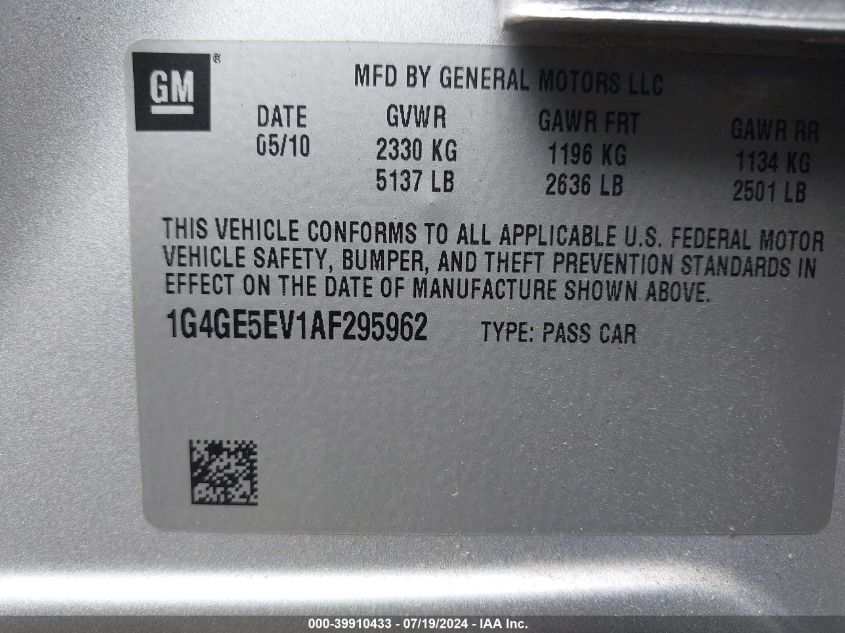 GM®
MFD BY GENERAL MOTORS LLC
DATE GVWR GAWR FRT GAWR RR
05/10 2330 KG 1196 KG 1134 KG
5137 LB 2636 LB 2501 LB
THIS VEHICLE CONFORMS TO ALL APPLICABLE U.S. FEDERAL MOTOR
VEHICLE SAFETY, BUMPER, AND THEFT PREVENTION STANDARDS IN
EFFECT ON THE DATE OF MANUFACTURE SHOWN ABOVE.
1G4GE5EV1AF295962 TYPE: PASS CAR
000-39910433 - 07/19/2024 - IAA Inc.